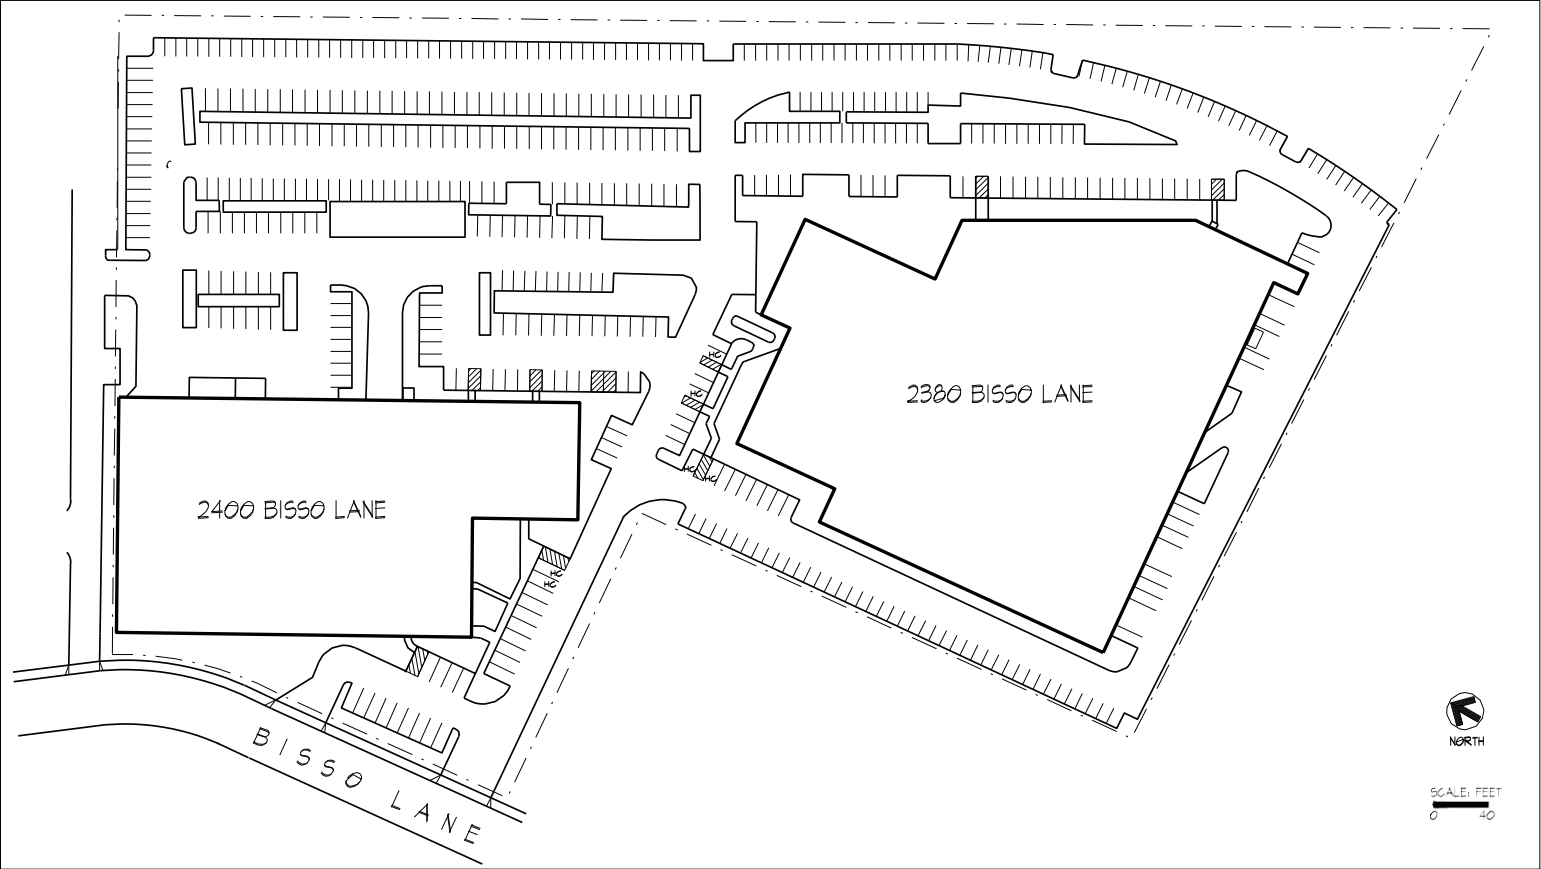 HC
HC
2380 BISSO LANE
HC
HC
2400 BISSO LANE
HC
HC
NORTH
BISSO LANE
SCALE: FEET
0 40